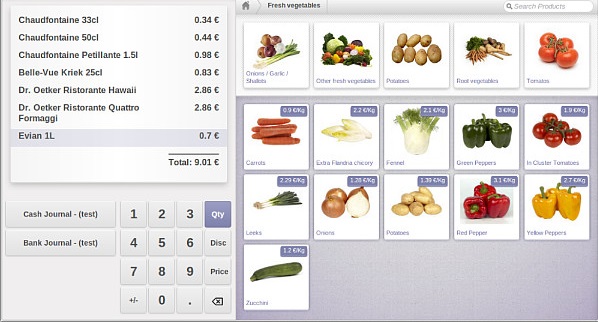 Fresh vegetables
Search Products
Chaudfontaine 33cl 0.34 €
Chaudfontaine 50cl 0.44 €
Chaudfontaine Petillante 1.5l 0.98 €
Belle-Vue Kriek 25cl 0.83 €
Dr. Oetker Ristorante Hawaii 2.86 €
Dr. Oetker Ristorante Quattro 2.86 €
Formaggi
Evian 1L 0.7 €
Total: 9.01 €
Cash Journal - (test)
Bank Journal - (test)
1 2 3 Qty
4 5 6 Disc
7 8 9 Price
+/- 0 .
Onions / Garlic /
Shallots
Other fresh vegetables
Potatoes
Root vegetables
Tomatoes
0.9 €/Kg
Carrots
2.2 €/Kg
Extra Flandria chicory
2.1 €/Kg
Fennel
3 €/Kg
Green Peppers
1.9 €/Kg
In Cluster Tomatoes
2.29 €/Kg
Leeks
1.28 €/Kg
Onions
1.39 €/Kg
Potatoes
3.1 €/Kg
Red Pepper
2.7 €/Kg
Yellow Peppers
1.2 €/Kg
Zucchini